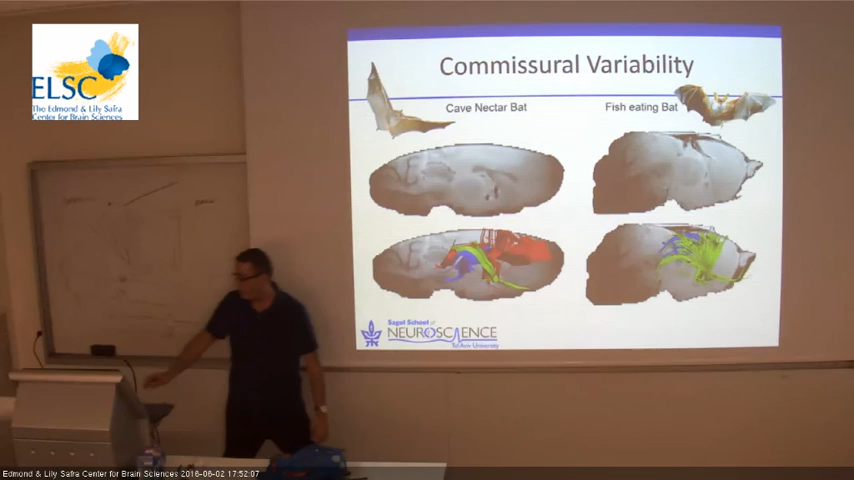 ELSC
The Edmond & Lily Safra
Center for Brain Sciences
Commissural Variability
Cave Nectar Bat
Fish eating Bat
Sagol School of
NEUROSCIENCE
Tel Aviv University
Edmond & Lily Safra Center for Brain Sciences 2016-06-02 17:52:07